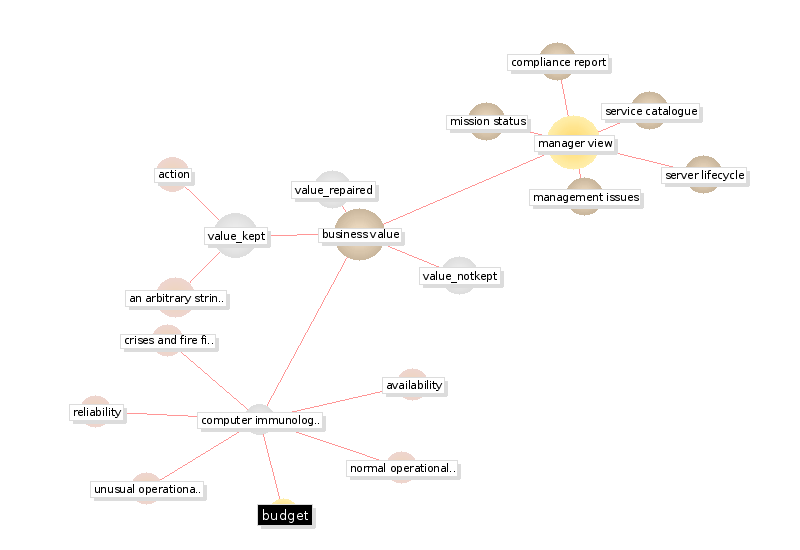 compliance report
service catalogue
mission status
manager view
action
server lifecycle
value_repaired
management issues
value_kept
business value
value_notkept
an arbitrary strin..
crises and fire fi..
availability
reliability
computer immunolog..
normal operational..
unusual operationa..
budget